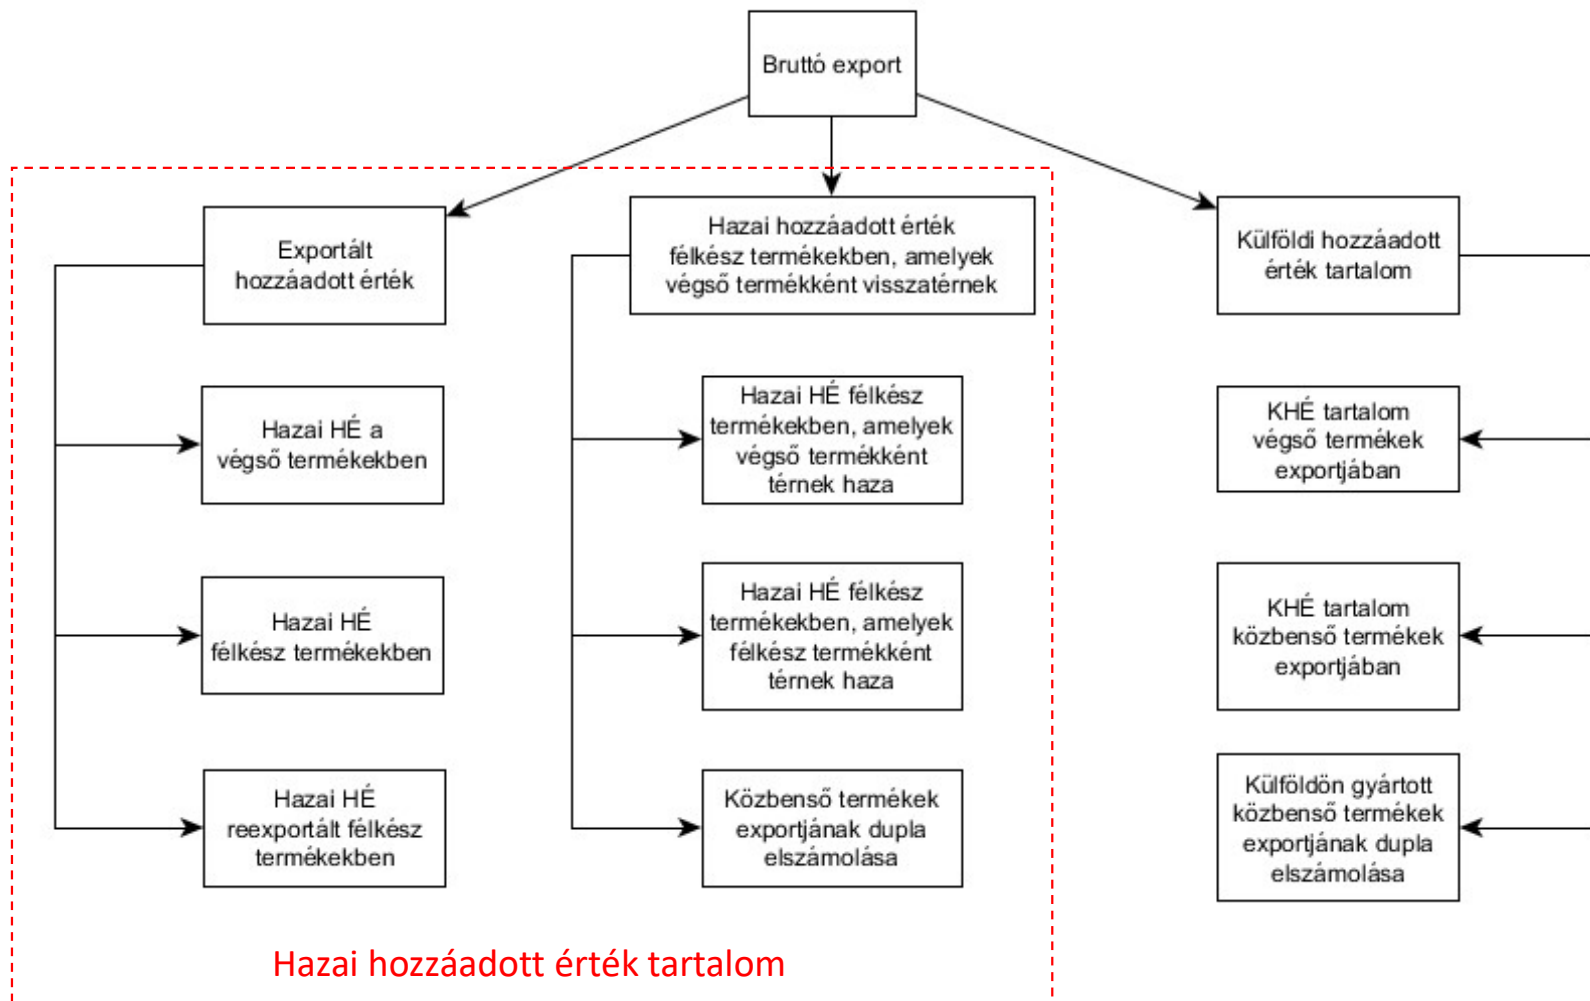 Bruttó export
Exportált
hozzáadott érték
Hazai hozzáadott érték
félkész termékekben, amelyek
végső termékként visszatérnek
Külföldi hozzáadott
érték tartalom
Hazai HÉ a
végső termékekben
Hazai HÉ félkész
termékekben, amelyek
végső termékként
térnek haza
KHÉ tartalom
végső termékek
exportjában
Hazai HÉ
félkész termékekben
Hazai HÉ félkész
termékekben, amelyek
félkész termékként
térnek haza
KHÉ tartalom
közbenső termékek
exportjában
Hazai HÉ
reexportált félkész
termékekben
Közbenső termékek
exportjának dupla
elszámolása
Külföldön gyártott
közbenső termékek
exportjának dupla
elszámolása
Hazai hozzáadott érték tartalom